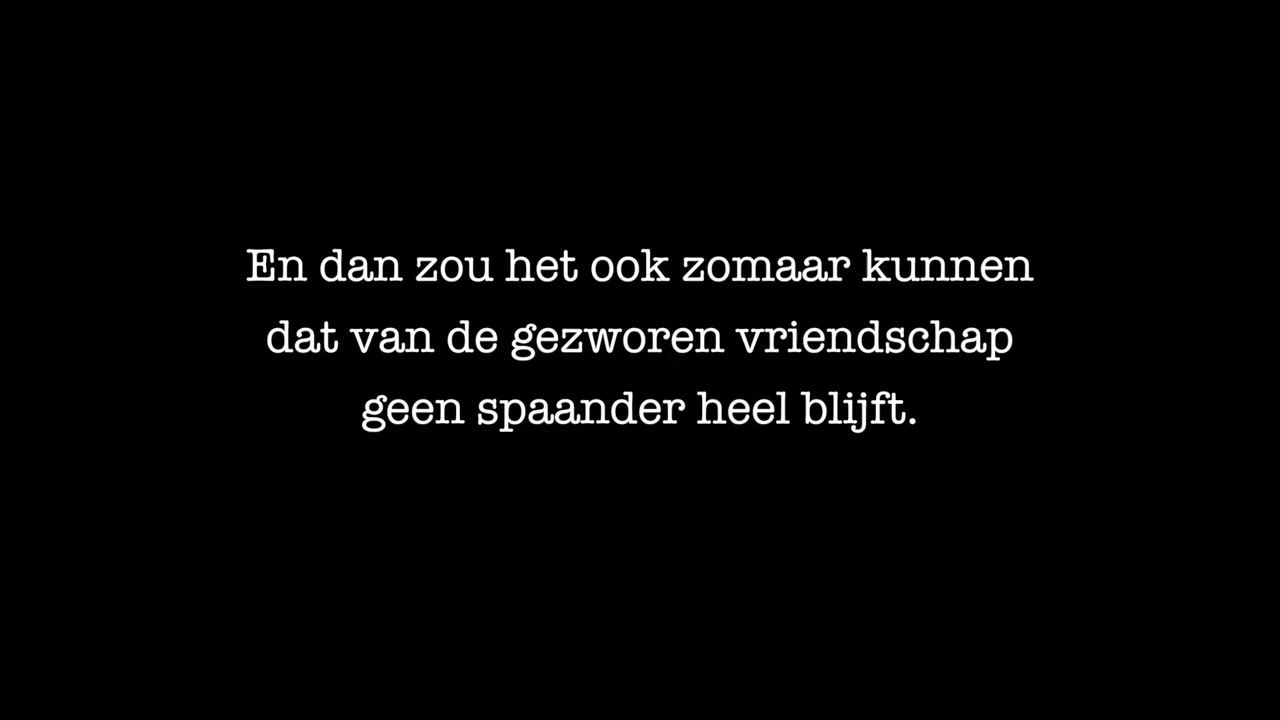 En dan zou het ook zomaar kunnen
dat van de gezworen vriendschap
geen spaander heel blijft.